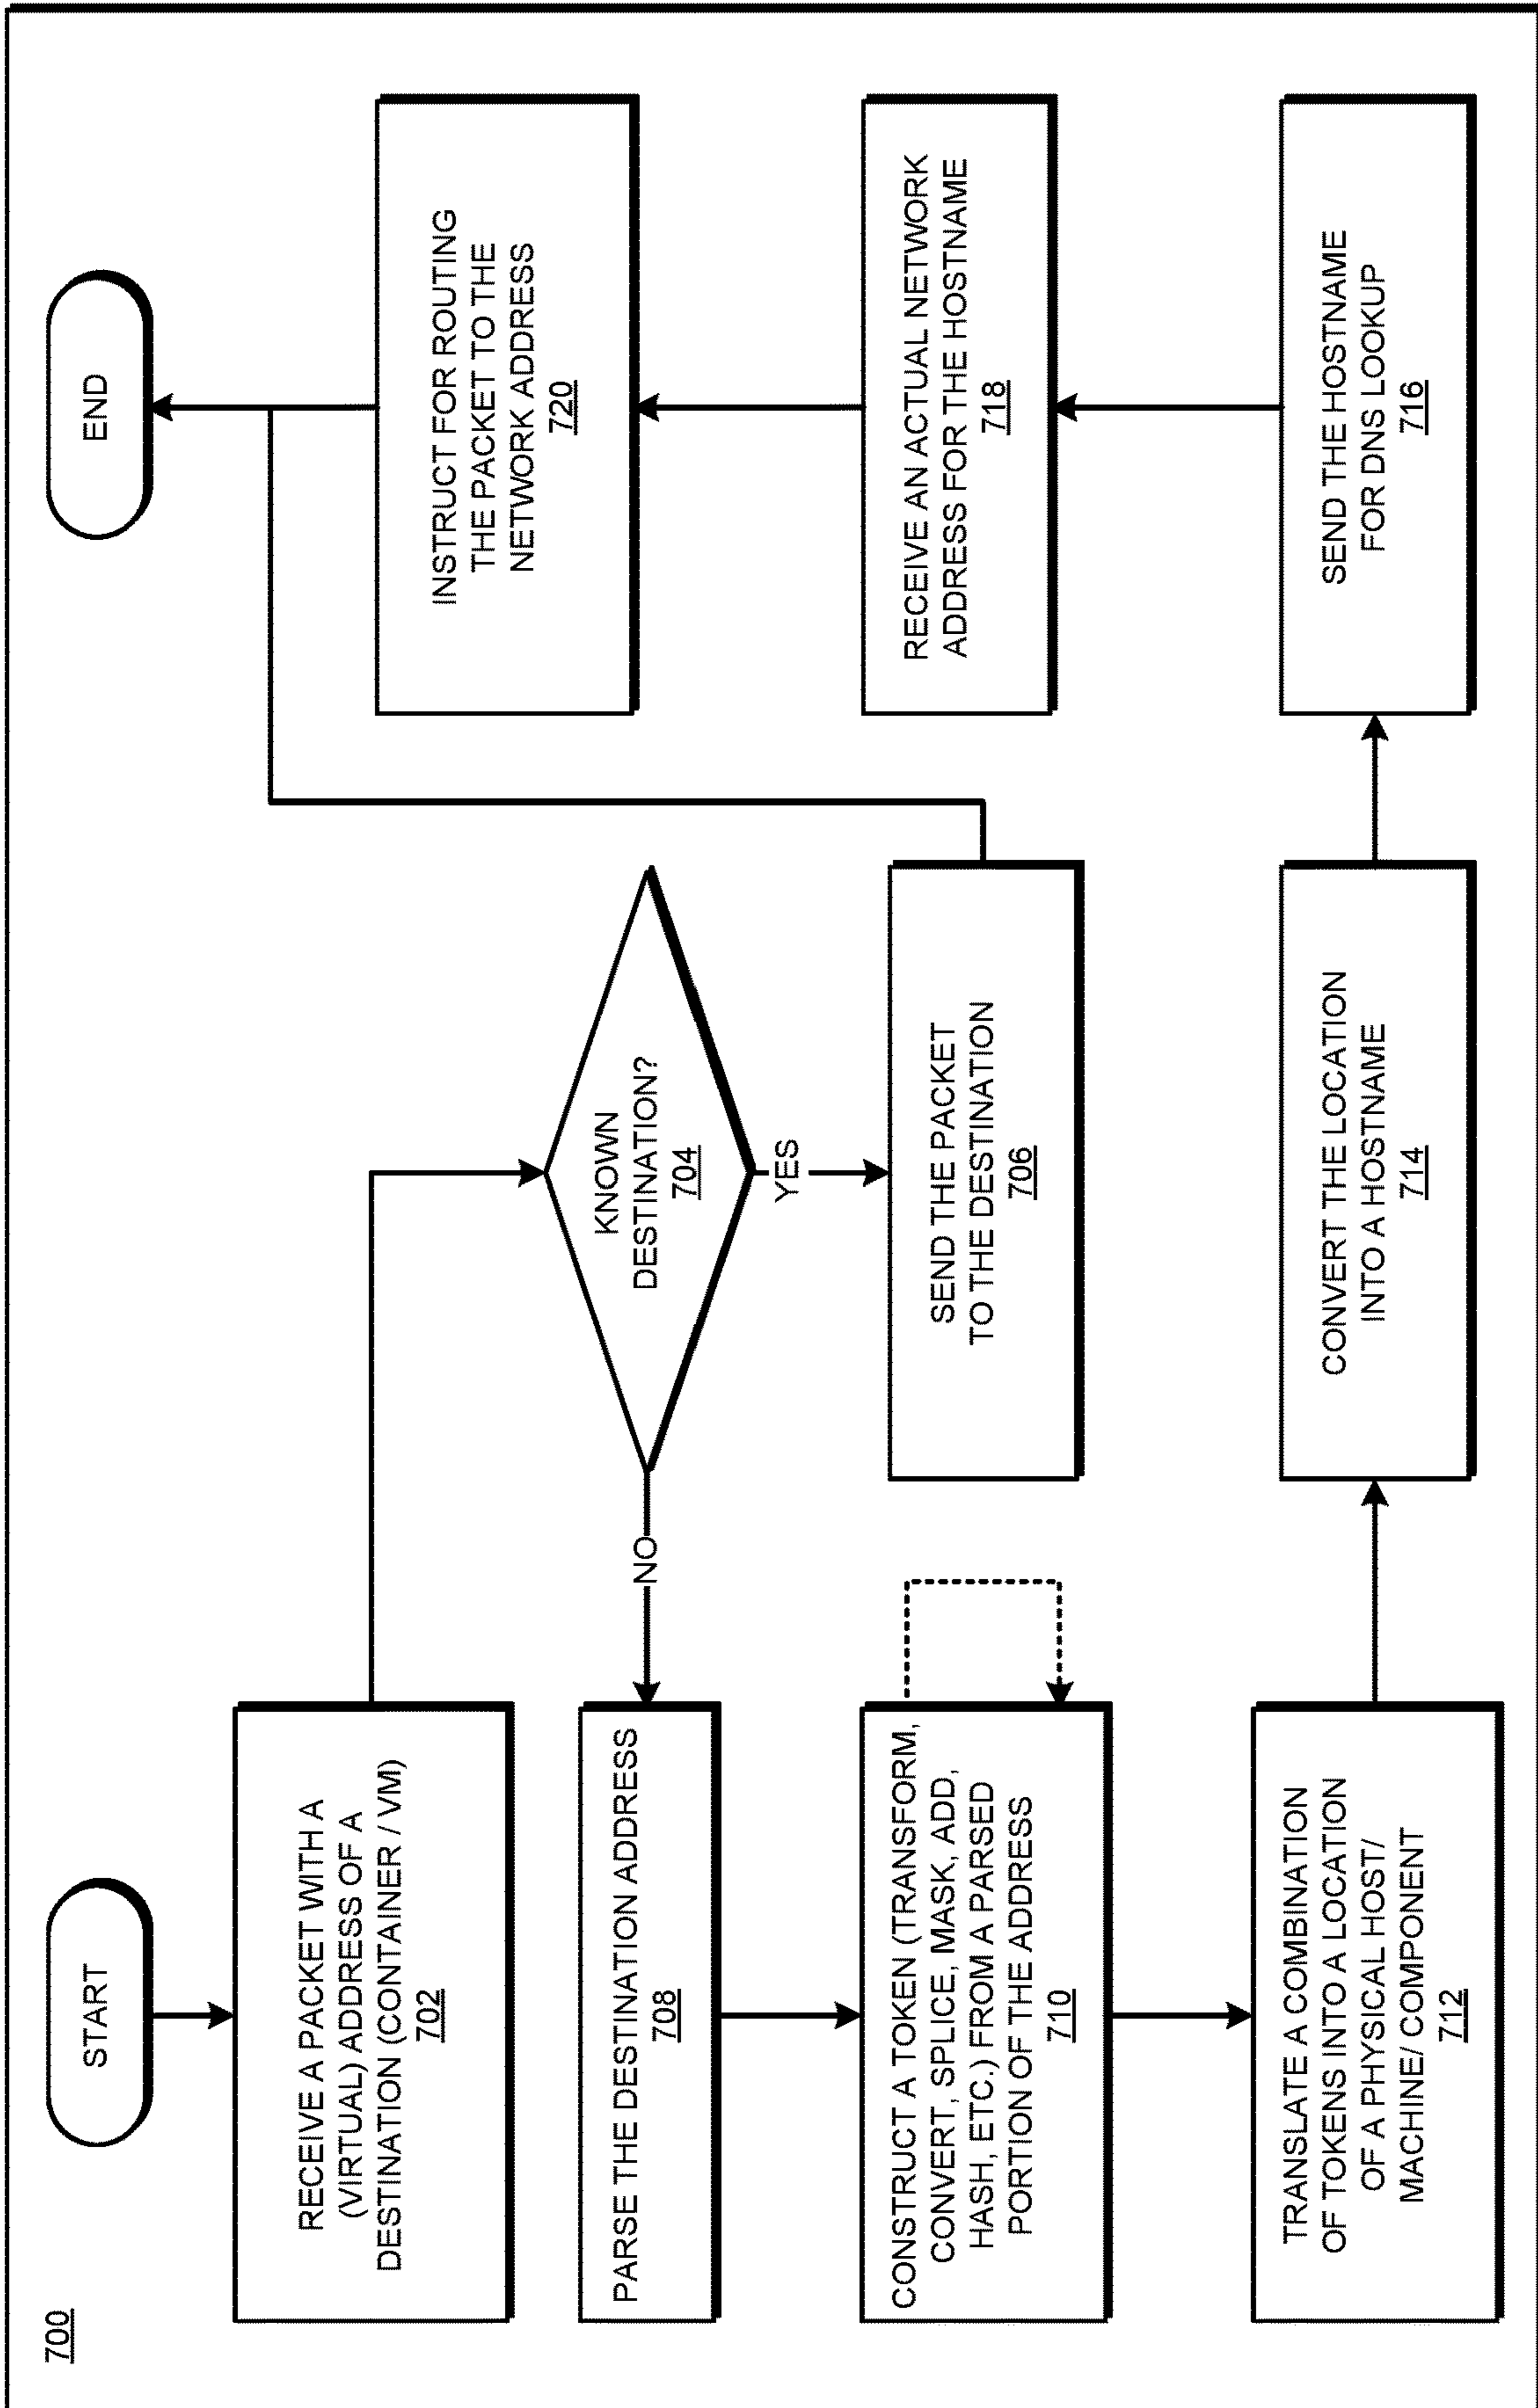 700
START
RECEIVE A PACKET WITH A
(VIRTUAL) ADDRESS OF A
DESTINATION (CONTAINER / VM)
702
KNOWN
DESTINATION?
704
YES
SEND THE PACKET
TO THE DESTINATION
706
NO
PARSE THE DESTINATION ADDRESS
708
CONSTRUCT A TOKEN (TRANSFORM,
CONVERT, SPLICE, MASK, ADD,
HASH, ETC.) FROM A PARSED
PORTION OF THE ADDRESS
710
TRANSLATE A COMBINATION
OF TOKENS INTO A LOCATION
OF A PHYSICAL HOST/
MACHINE/ COMPONENT
712
CONVERT THE LOCATION
INTO A HOSTNAME
714
SEND THE HOSTNAME
FOR DNS LOOKUP
716
RECEIVE AN ACTUAL NETWORK
ADDRESS FOR THE HOSTNAME
718
INSTRUCT FOR ROUTING
THE PACKET TO THE
NETWORK ADDRESS
720
END